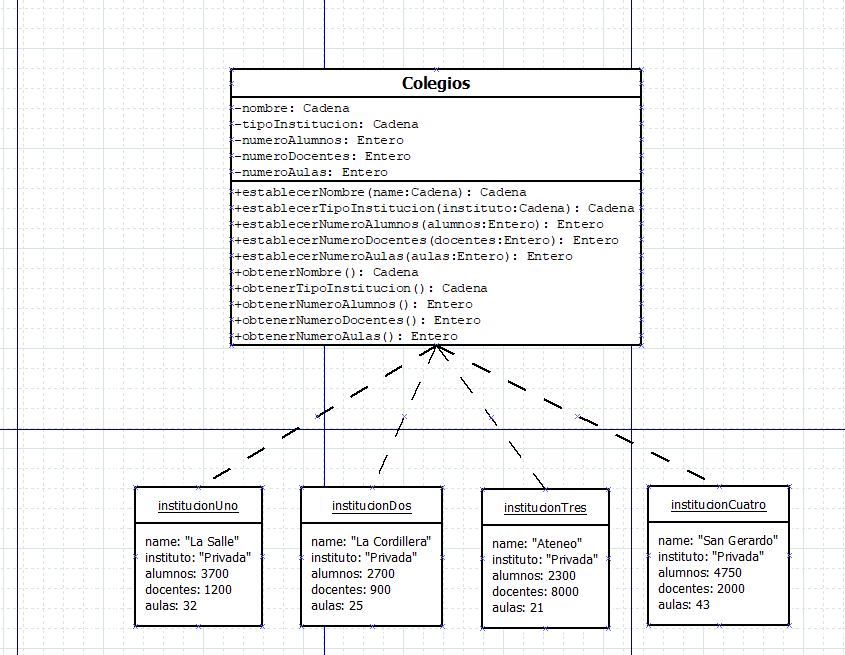 Colegios
-nombre: Cadena
-tipoInstitucion: Cadena
-numeroAlumnos: Entero
-numeroDocentes: Entero
-numeroAulas: Entero
+establecerNombre(name:Cadena): Cadena
+establecerTipoInstitucion(instituto:Cadena): Cadena
+establecerNumeroAlumnos(alumnos:Entero): Entero
+establecerNumeroDocentes(docentes:Entero): Entero
+establecerNumeroAulas(aulas:Entero): Entero
+obtenerNombre(): Cadena
+obtenerTipoInstitucion(): Cadena
+obtenerNumeroAlumnos(): Entero
+obtenerNumeroDocentes(): Entero
+obtenerNumeroAulas(): Entero
institucionUno
name: "La Salle"
instituto: "Privada"
alumnos: 3700
docentes: 1200
aulas: 32
institucionDos
name: "La Cordillera"
instituto: "Privada"
alumnos: 2700
docentes: 900
aulas: 25
institucionTres
name: "Ateneo"
instituto: "Privada"
alumnos: 2300
docentes: 8000
aulas: 21
institucionCuatro
name: "San Gerardo"
instituto: "Privada"
alumnos: 4750
docentes: 2000
aulas: 43